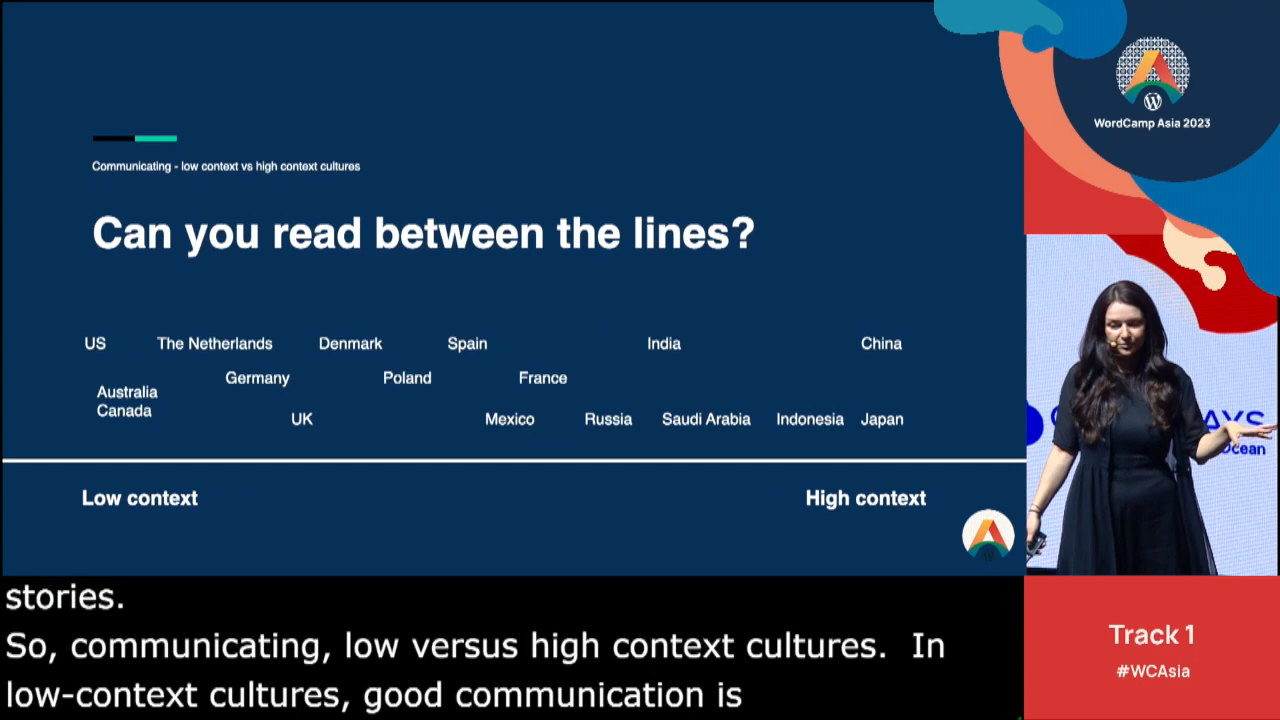 WordCamp Asia 2023
Communicating - low context vs high context cultures
Can you read between the lines?
US The Netherlands Denmark Spain India China
Germany Poland France
Australia
Canada
UK Mexico Russia Saudi Arabia Indonesia Japan
Low context High context
AYS
Ocean
stories.
So, communicating, low versus high context cultures. In
low-context cultures, good communication is
Track 1
#WCAsia